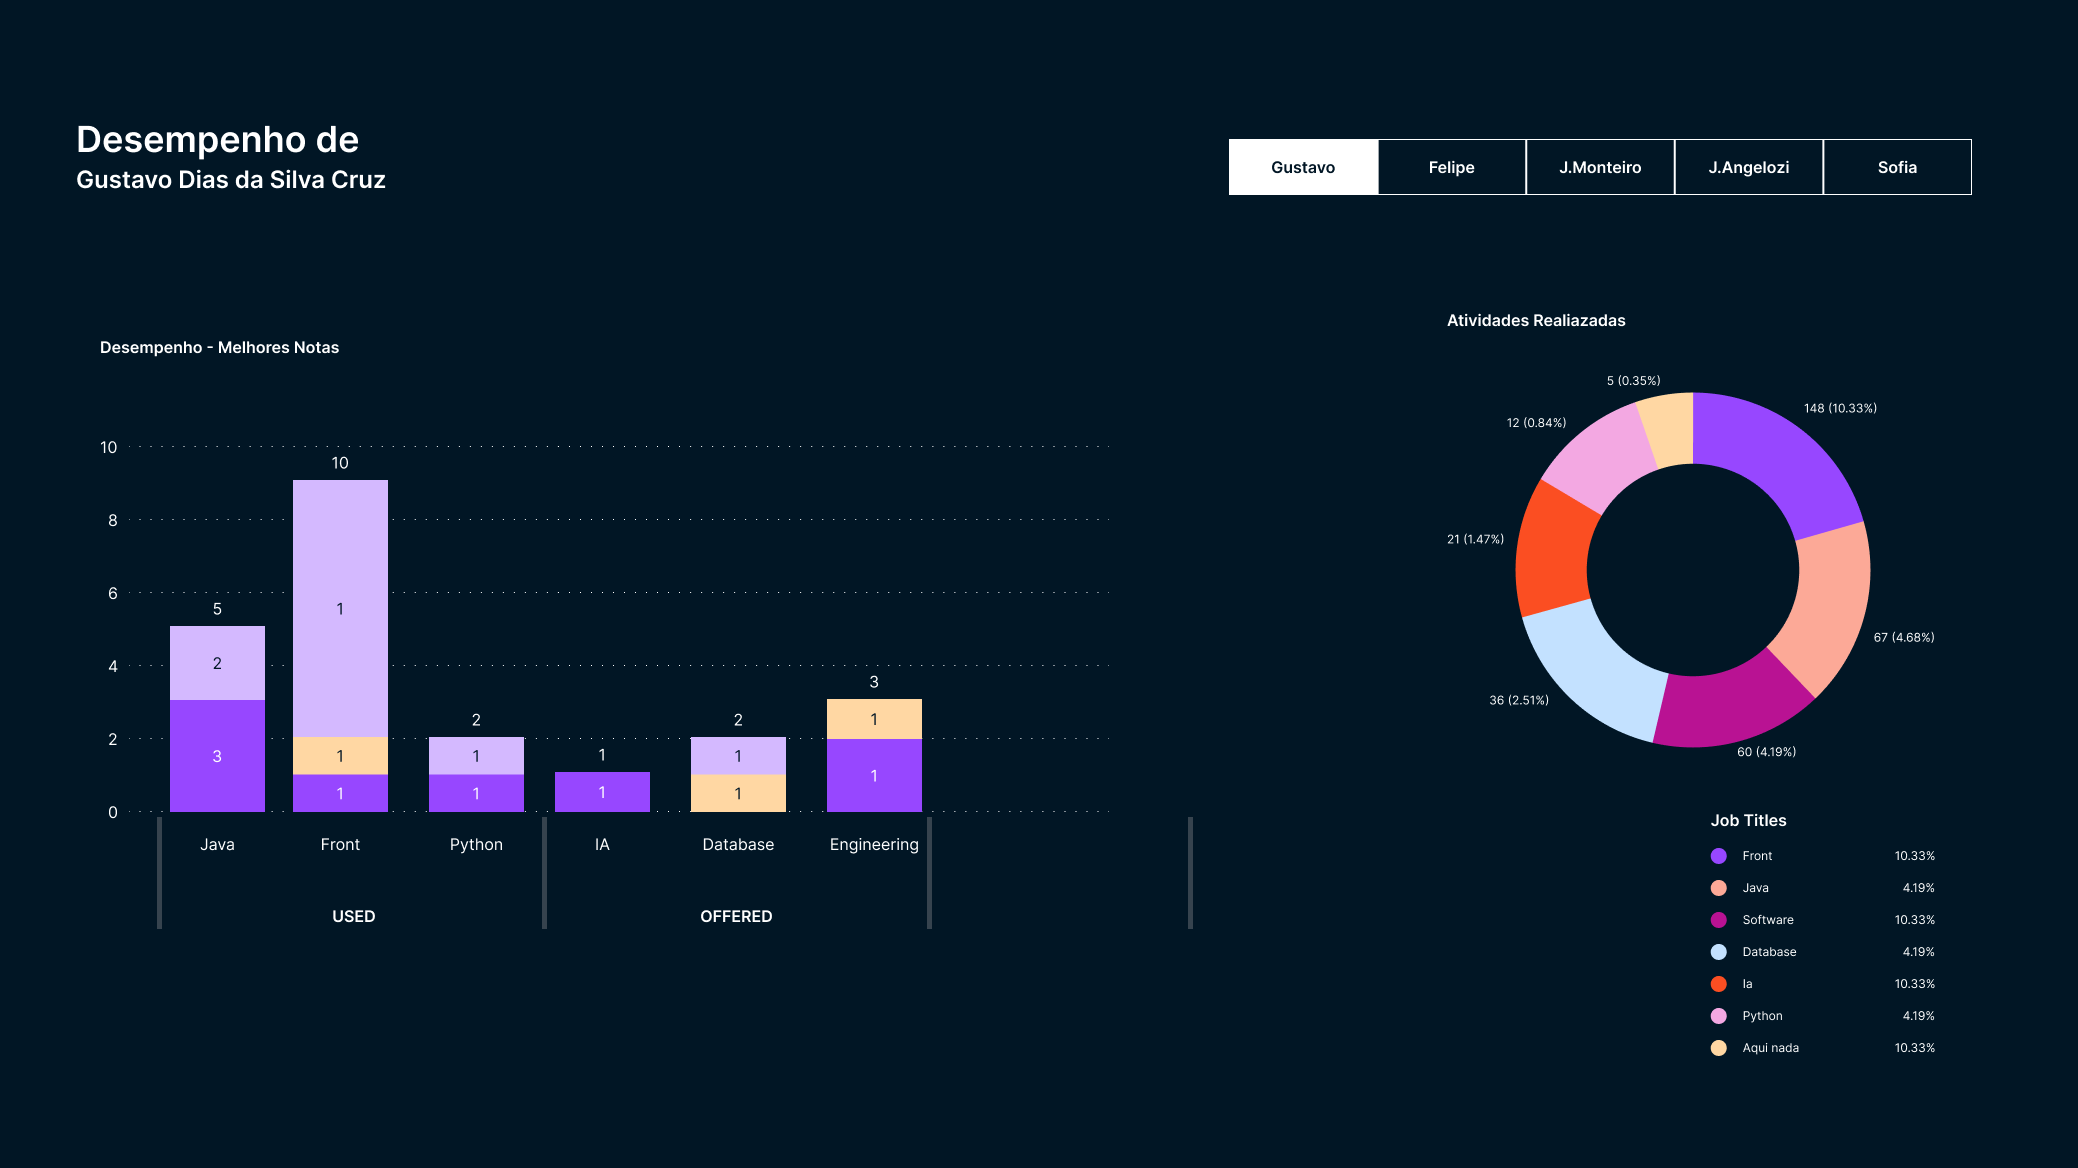 Desempenho de
Gustavo Dias da Silva Cruz
Gustavo Felipe J.Monteiro J.Angelozi Sofia
Desempenho - Melhores Notas
10
8
6
4
2
0
5
2
3
10
1
1
1
2
1
1
1
1
2
1
1
3
1
1
Java Front Python IA Database Engineering
USED OFFERED
Atividades Realiazadas
5 (0.35%)
148 (10.33%)
12 (0.84%)
21 (1.47%)
67 (4.68%)
36 (2.51%)
60 (4.19%)
Job Titles
Front 10.33%
Java 4.19%
Software 10.33%
Database 4.19%
Ia 10.33%
Python 4.19%
Aqui nada 10.33%